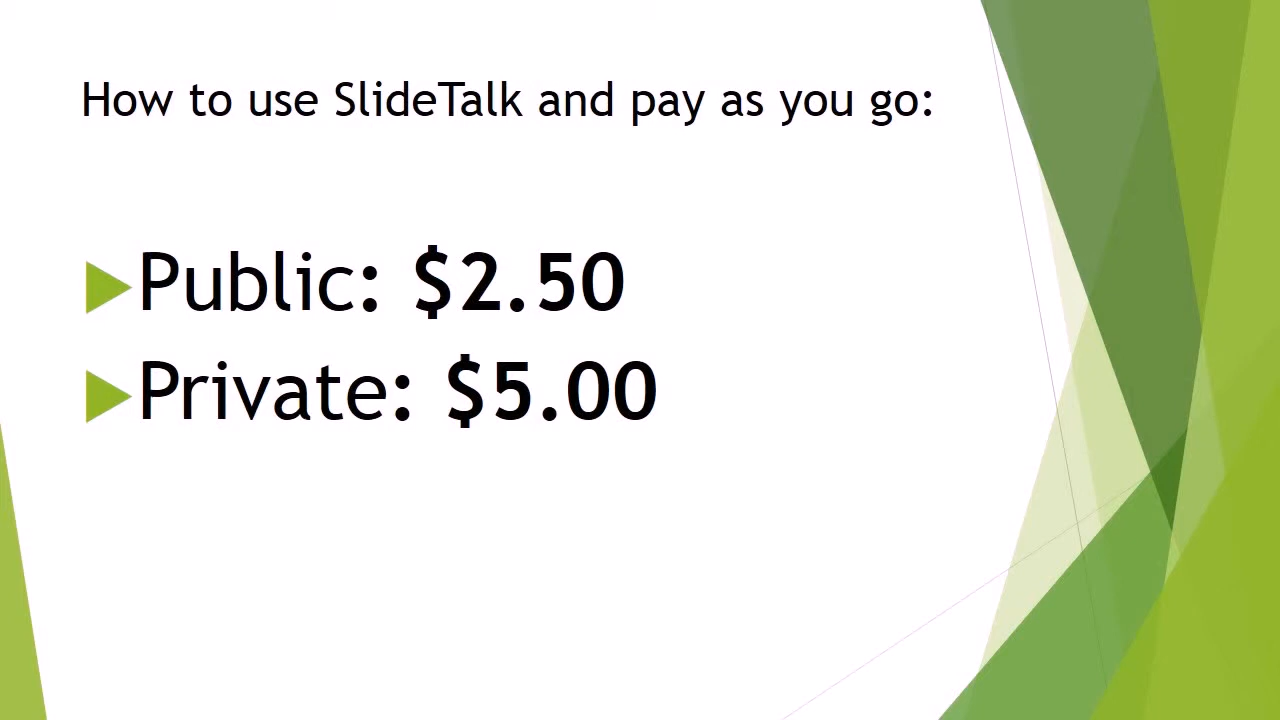 How to use SlideTalk and pay as you go:
Public: $2.50
Private: $5.00